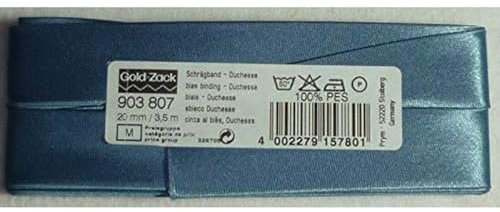 Gold-Zack
903 807
20 mm / 3,5 m
M
Preisgruppe
catégorie de prix
price group
Schrägband - Duchesse
bias binding - Duchesse
biais - Duchesse
sbieco Duchesse
cinta al biés, Duchesse
60°
P
100% PES
4 002279 157801
Prym · 52220 Stolberg
Germany